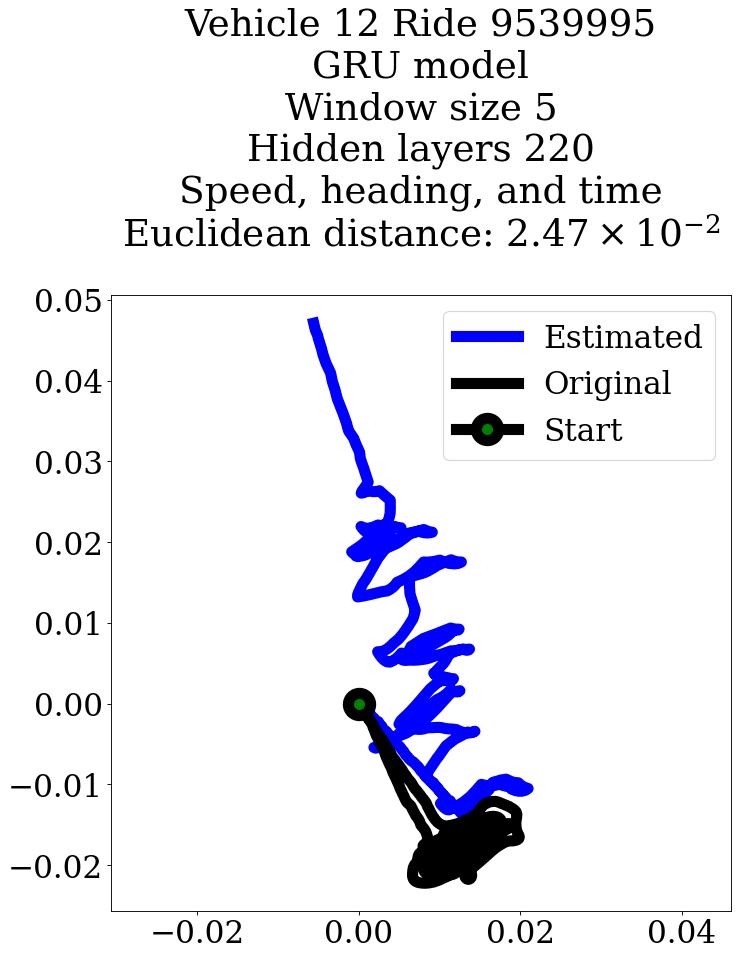 Vehicle 12 Ride 9539995
GRU model
Window size 5
Hidden layers 220
Speed, heading, and time
Euclidean distance: 2.47 × 10⁻²
0.05
0.04
0.03
0.02
0.01
0.00
−0.01
−0.02
Estimated
Original
Start
−0.02 0.00 0.02 0.04